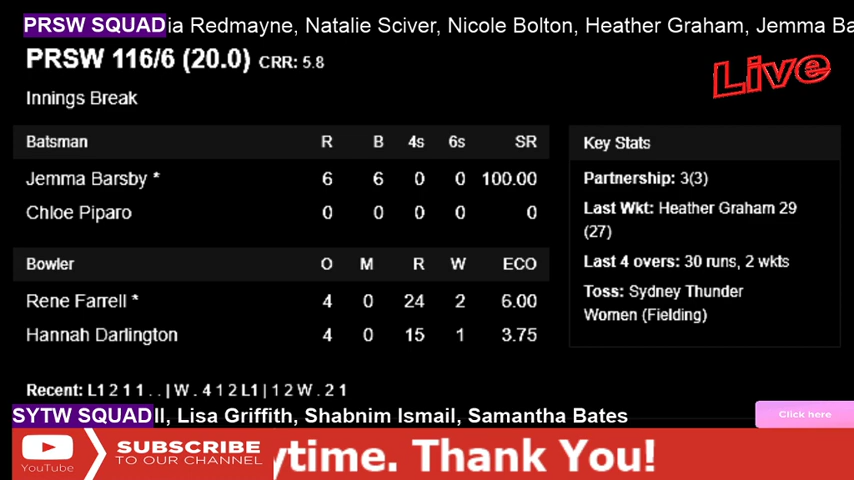 PRSW SQUAD ia Redmayne, Natalie Sciver, Nicole Bolton, Heather Graham, Jemma Ba
PRSW 116/6 (20.0) CRR: 5.8
Live
Innings Break
Batsman R B 4s 6s SR
Jemma Barsby * 6 6 0 0 100.00
Chloe Piparo 0 0 0 0 0
Bowler O M R W ECO
Rene Farrell * 4 0 24 2 6.00
Hannah Darlington 4 0 15 1 3.75
Key Stats
Partnership: 3(3)
Last Wkt: Heather Graham 29
(27)
Last 4 overs: 30 runs, 2 wkts
Toss: Sydney Thunder
Women (Fielding)
Recent: L1 2 1 1 . . | W . 4 1 2 L1 | 1 2 W . 2 1
SYTW SQUAD ll, Lisa Griffith, Shabnim Ismail, Samantha Bates
Click here
YouTube
SUBSCRIBE
TO OUR CHANNEL
ytime. Thank You!